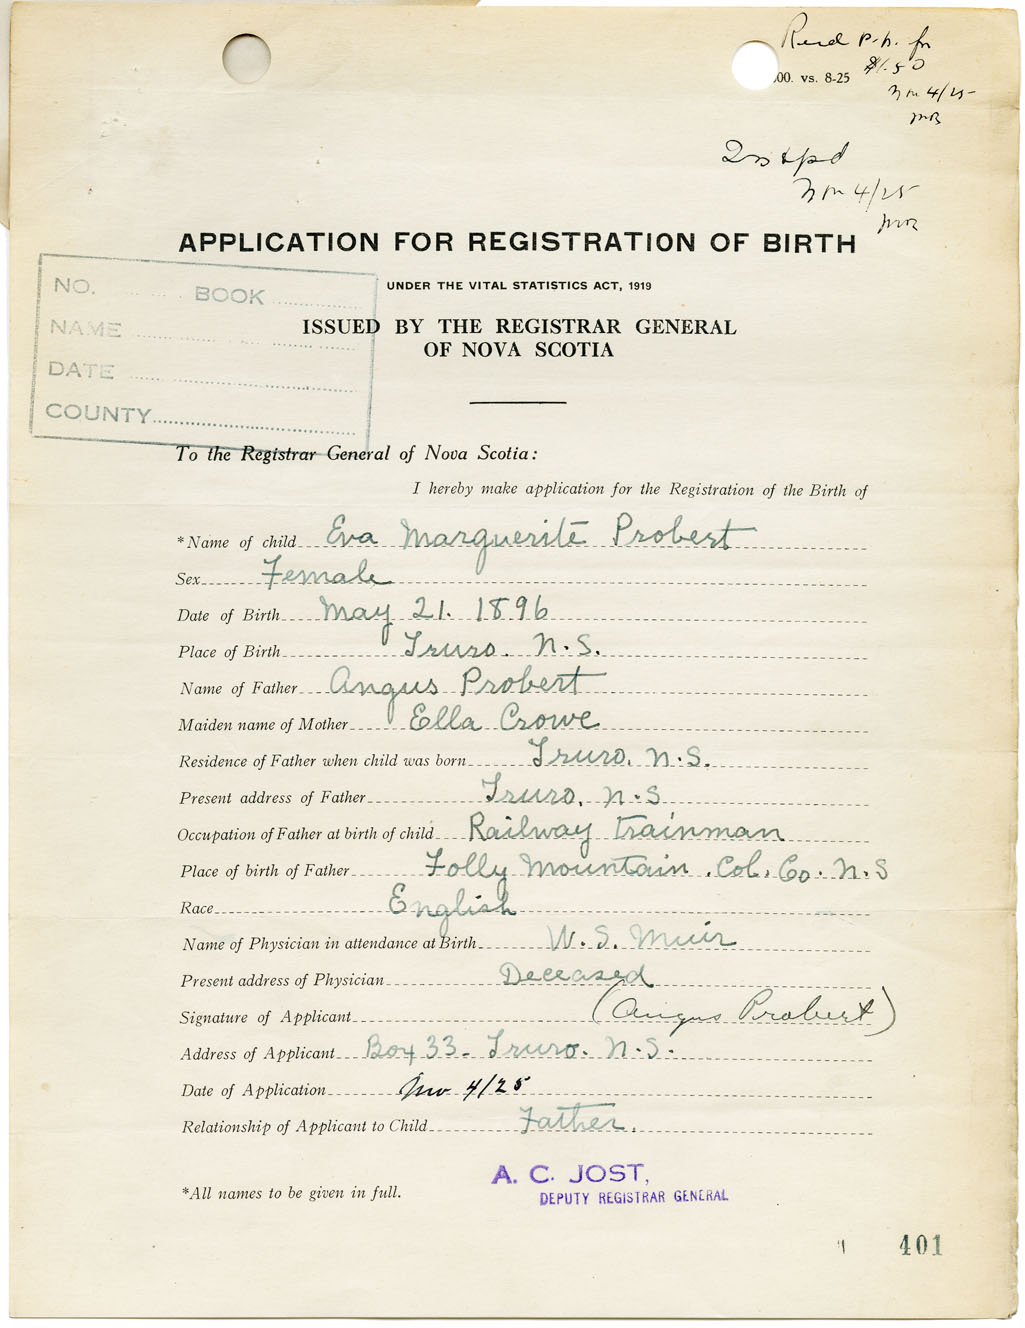 Recd P.N. for
$1.50
00. vs. 8-25
Nov 4/25
MB
Nov 4/25
APPLICATION FOR REGISTRATION OF BIRTH
UNDER THE VITAL STATISTICS ACT, 1919
ISSUED BY THE REGISTRAR GENERAL
OF NOVA SCOTIA
NO. BOOK
NAME
DATE
COUNTY
To the Registrar General of Nova Scotia:
I hereby make application for the Registration of the Birth of
*Name of child Eva Marguerite Probert
Sex Female
Date of Birth May 21. 1896
Place of Birth Truro. N.S.
Name of Father Angus Probert
Maiden name of Mother Ella Crowe
Residence of Father when child was born Truro. N.S.
Present address of Father Truro. N.S
Occupation of Father at birth of child Railway trainman
Place of birth of Father Folly Mountain. Col. Co. N.S
Race English
Name of Physician in attendance at Birth W. S. Muir
Present address of Physician Deceased
Signature of Applicant (Angus Probert)
Address of Applicant Box 33. Truro. N.S.
Date of Application Nov 4/25
Relationship of Applicant to Child Father.
A. C. JOST,
DEPUTY REGISTRAR GENERAL
*All names to be given in full.
401